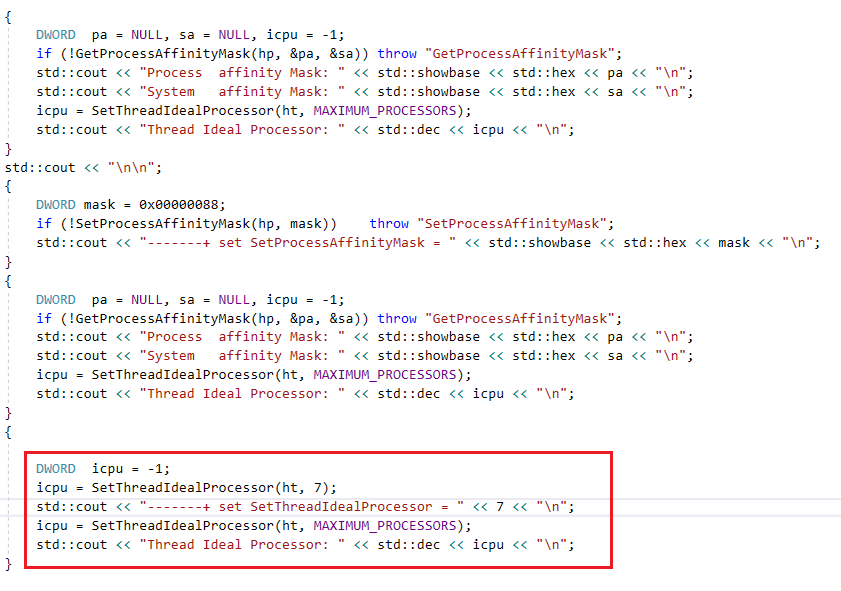 {
    DWORD  pa = NULL, sa = NULL, icpu = -1;
    if (!GetProcessAffinityMask(hp, &pa, &sa)) throw "GetProcessAffinityMask";
    std::cout << "Process  affinity Mask: " << std::showbase << std::hex << pa << "\n";
    std::cout << "System   affinity Mask: " << std::showbase << std::hex << sa << "\n";
    icpu = SetThreadIdealProcessor(ht, MAXIMUM_PROCESSORS);
    std::cout << "Thread Ideal Processor: " << std::dec << icpu << "\n";
}
std::cout << "\n\n";
{
    DWORD mask = 0x00000088;
    if (!SetProcessAffinityMask(hp, mask))    throw "SetProcessAffinityMask";
    std::cout << "-------+ set SetProcessAffinityMask = " << std::showbase << std::hex << mask << "\n";
}
{
    DWORD  pa = NULL, sa = NULL, icpu = -1;
    if (!GetProcessAffinityMask(hp, &pa, &sa)) throw "GetProcessAffinityMask";
    std::cout << "Process  affinity Mask: " << std::showbase << std::hex << pa << "\n";
    std::cout << "System   affinity Mask: " << std::showbase << std::hex << sa << "\n";
    icpu = SetThreadIdealProcessor(ht, MAXIMUM_PROCESSORS);
    std::cout << "Thread Ideal Processor: " << std::dec << icpu << "\n";
}
{
    DWORD  icpu = -1;
    icpu = SetThreadIdealProcessor(ht, 7);
    std::cout << "-------+ set SetThreadIdealProcessor = " << 7 << "\n";
    icpu = SetThreadIdealProcessor(ht, MAXIMUM_PROCESSORS);
    std::cout << "Thread Ideal Processor: " << std::dec << icpu << "\n";
}